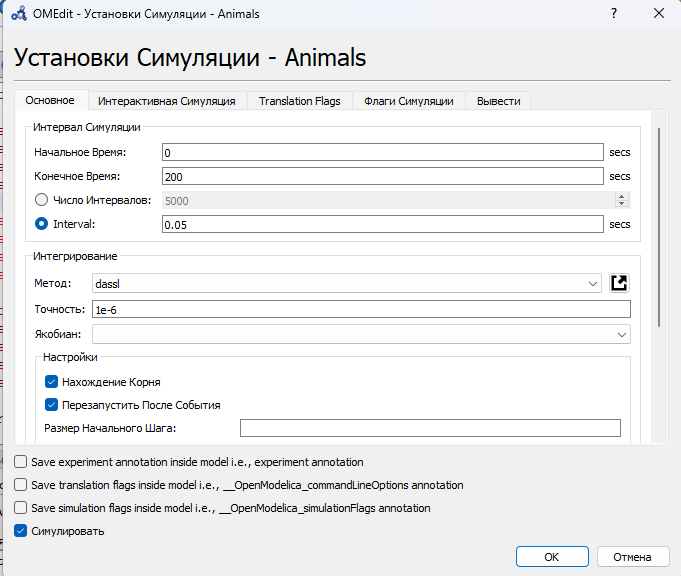 OMEdit - Установки Симуляции - Animals
Установки Симуляции - Animals
Основное Интерактивная Симуляция Translation Flags Флаги Симуляции Вывести
Интервал Симуляции
Начальное Время: 0 secs
Конечное Время: 200 secs
Число Интервалов: 5000
Interval: 0.05 secs
Интегрирование
Метод: dassl
Точность: 1e-6
Якобиан:
Настройки
Нахождение Корня
Перезапустить После События
Размер Начального Шага:
Save experiment annotation inside model i.e., experiment annotation
Save translation flags inside model i.e., __OpenModelica_commandLineOptions annotation
Save simulation flags inside model i.e., __OpenModelica_simulationFlags annotation
Симулировать
OK Отмена